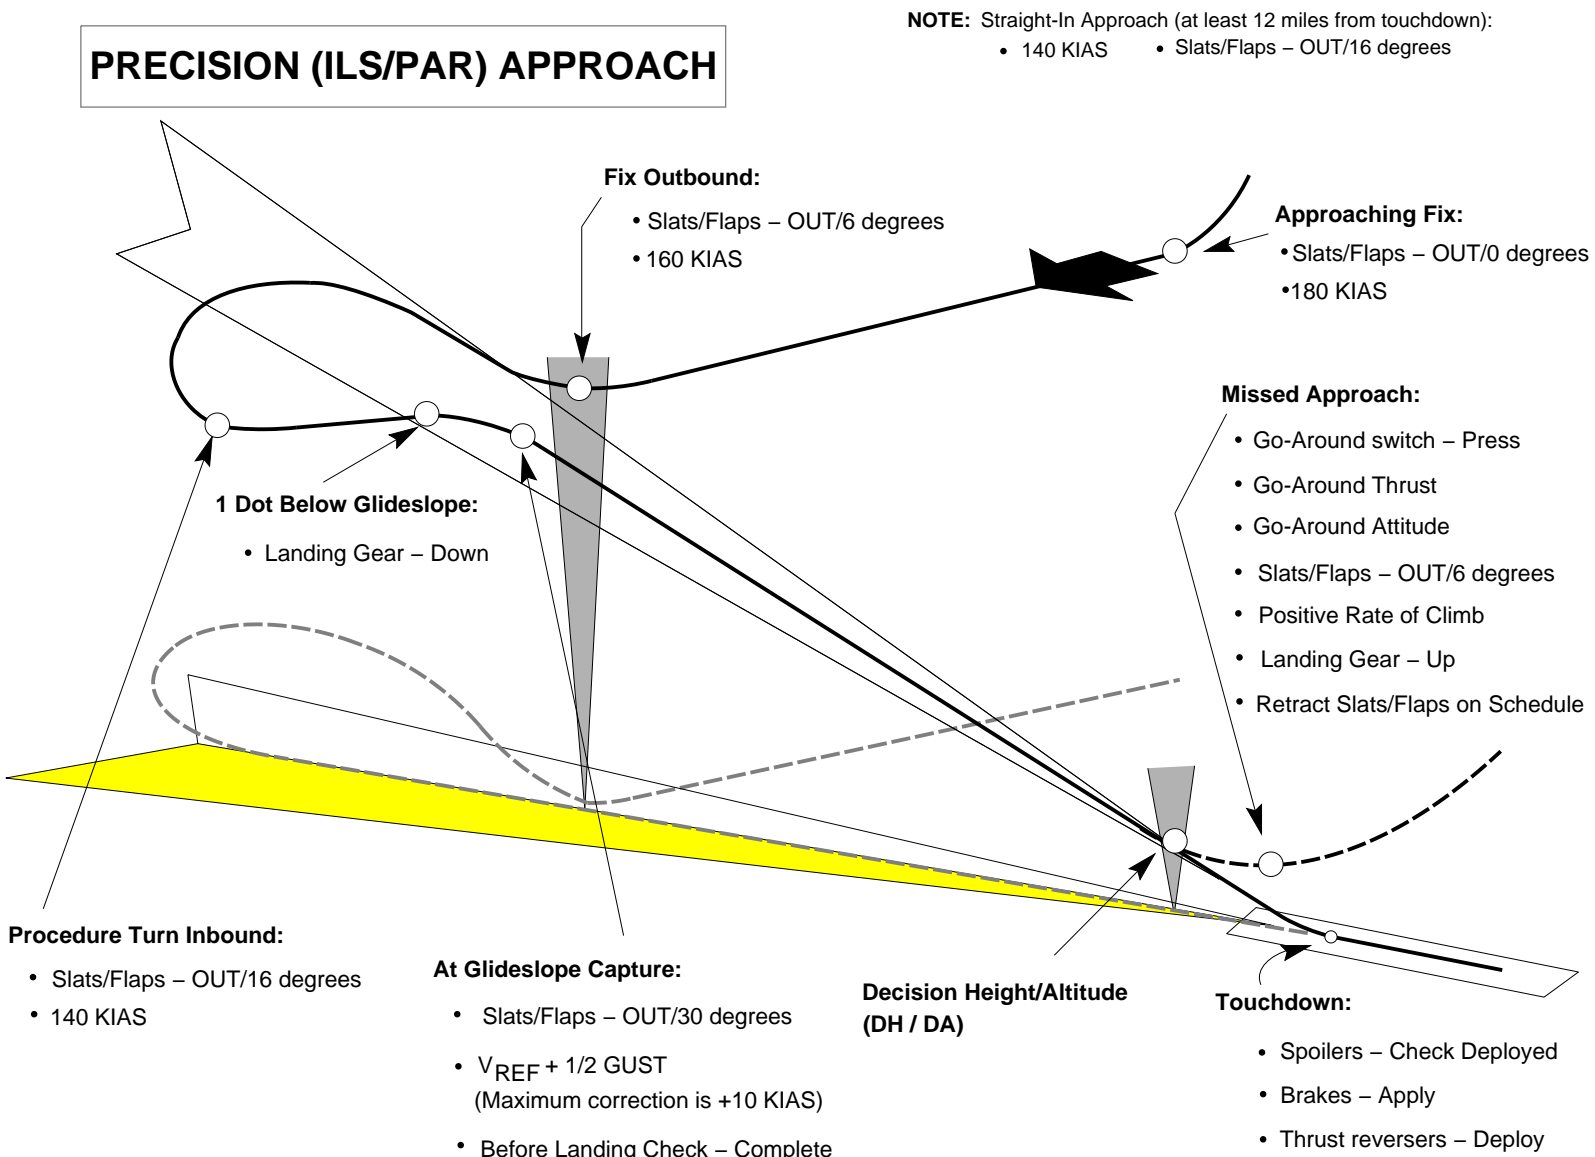 NOTE: Straight-In Approach (at least 12 miles from touchdown):
• 140 KIAS • Slats/Flaps – OUT/16 degrees
PRECISION (ILS/PAR) APPROACH
Fix Outbound:
• Slats/Flaps – OUT/6 degrees
• 160 KIAS
Approaching Fix:
• Slats/Flaps – OUT/0 degrees
• 180 KIAS
Missed Approach:
• Go-Around switch – Press
• Go-Around Thrust
• Go-Around Attitude
• Slats/Flaps – OUT/6 degrees
• Positive Rate of Climb
• Landing Gear – Up
• Retract Slats/Flaps on Schedule
1 Dot Below Glideslope:
• Landing Gear – Down
Procedure Turn Inbound:
• Slats/Flaps – OUT/16 degrees
• 140 KIAS
At Glideslope Capture:
• Slats/Flaps – OUT/30 degrees
• VREF + 1/2 GUST
(Maximum correction is +10 KIAS)
• Before Landing Check – Complete
Decision Height/Altitude
(DH / DA)
Touchdown:
• Spoilers – Check Deployed
• Brakes – Apply
• Thrust reversers – Deploy